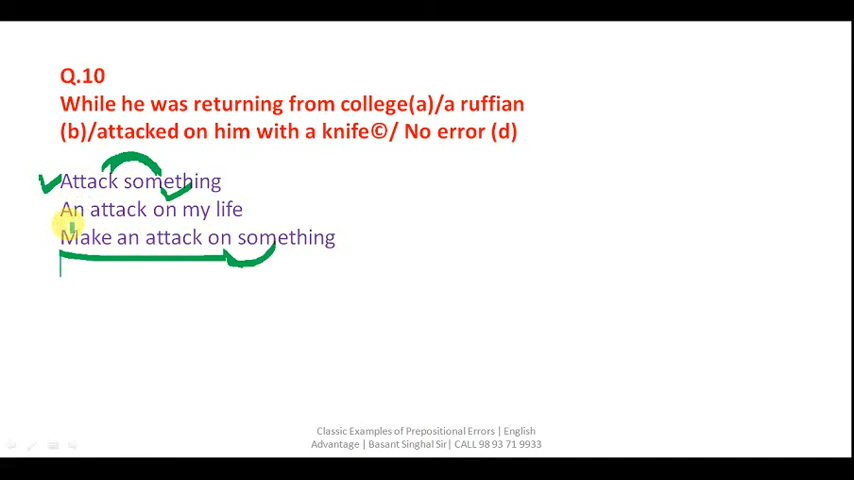 Q.10
While he was returning from college(a)/a ruffian
(b)/attacked on him with a knife©/ No error (d)
Attack something
An attack on my life
Make an attack on something
Classic Examples of Prepositional Errors | English
Advantage | Basant Singhal Sir| CALL 98 93 71 9933